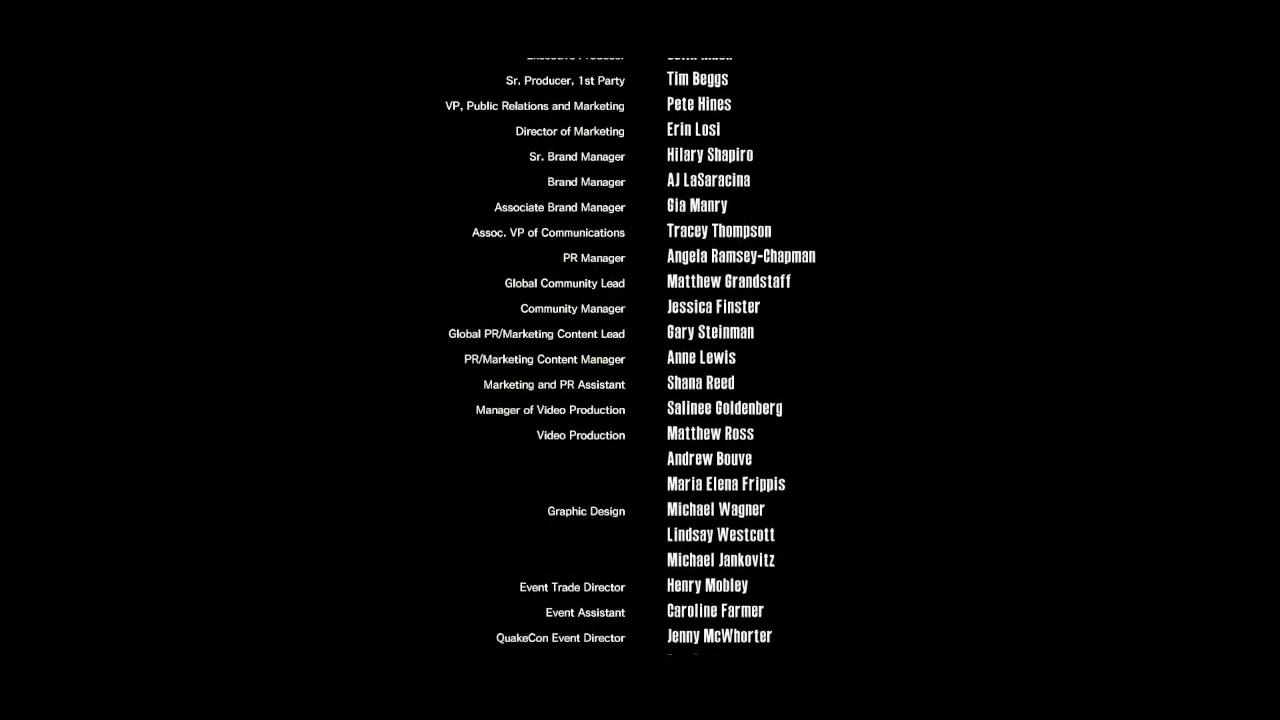 Sr. Producer, 1st Party Tim Beggs
VP, Public Relations and Marketing Pete Hines
Director of Marketing Erin Losi
Sr. Brand Manager Hilary Shapiro
Brand Manager AJ LaSaracina
Associate Brand Manager Gia Manry
Assoc. VP of Communications Tracey Thompson
PR Manager Angela Ramsey-Chapman
Global Community Lead Matthew Grandstaff
Community Manager Jessica Finster
Global PR/Marketing Content Lead Gary Steinman
PR/Marketing Content Manager Anne Lewis
Marketing and PR Assistant Shana Reed
Manager of Video Production Salinee Goldenberg
Video Production Matthew Ross
Andrew Bouve
Maria Elena Frippis
Graphic Design Michael Wagner
Lindsay Westcott
Michael Jankovitz
Event Trade Director Henry Mobley
Event Assistant Caroline Farmer
QuakeCon Event Director Jenny McWhorter